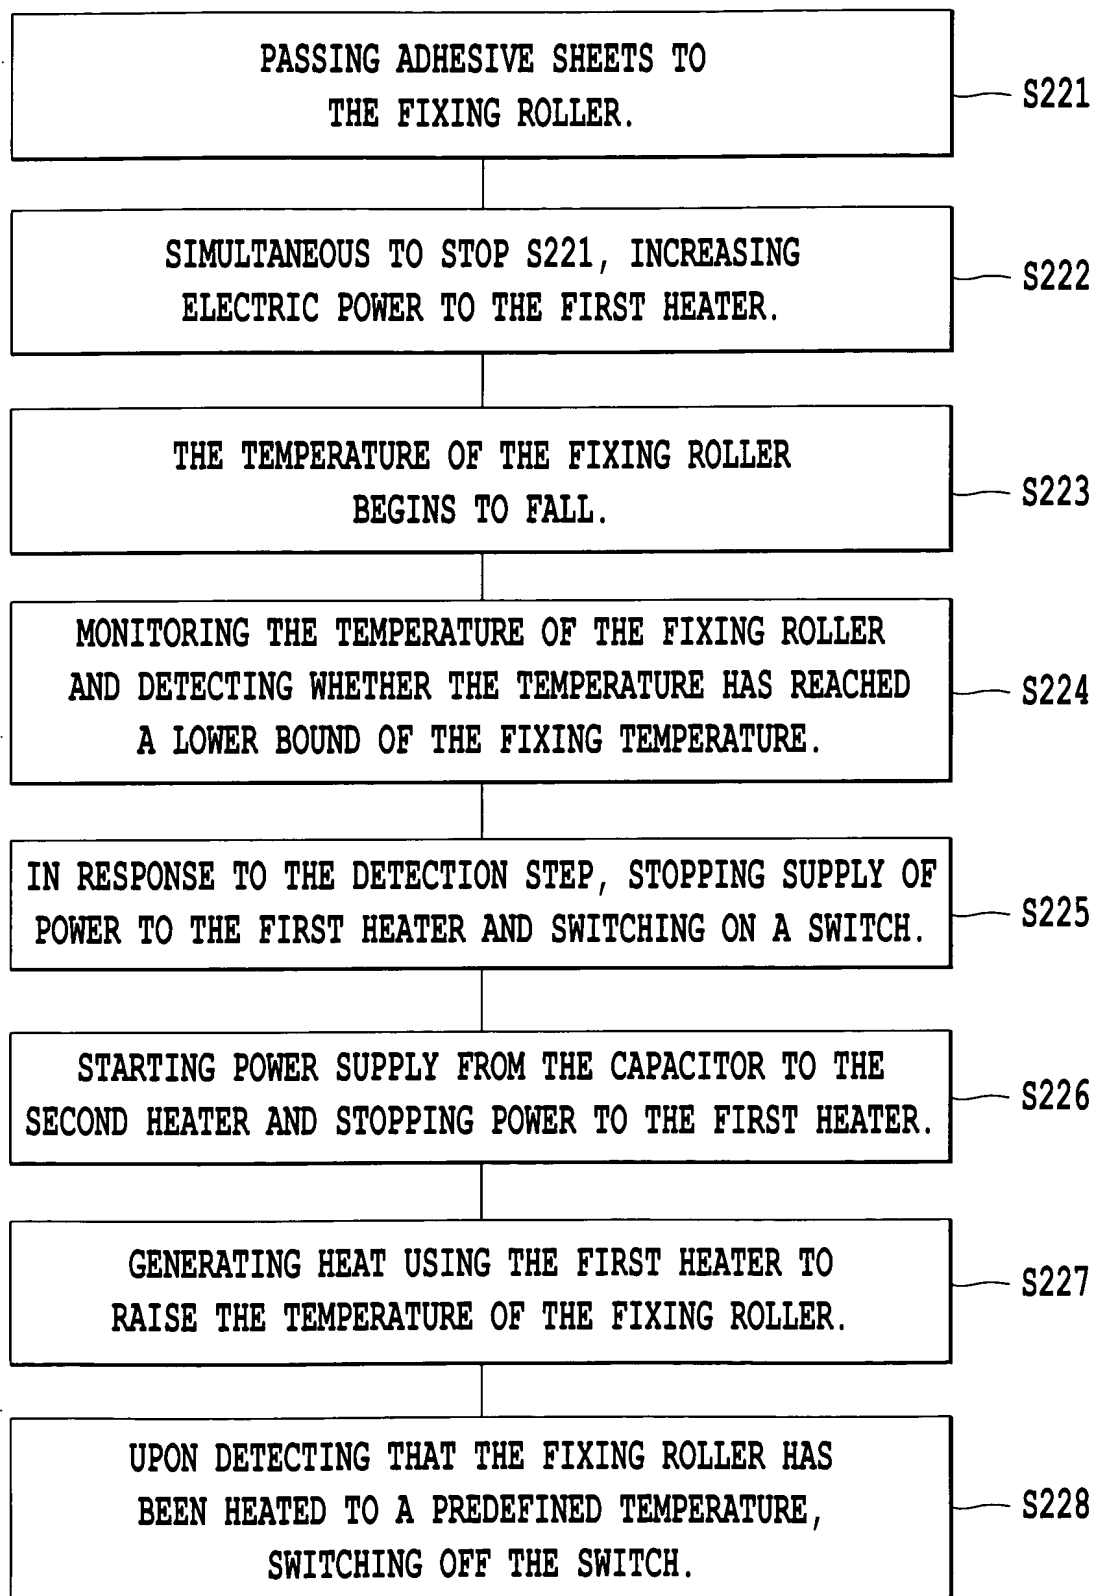 PASSING ADHESIVE SHEETS TO
THE FIXING ROLLER.
S221
SIMULTANEOUS TO STOP S221, INCREASING
ELECTRIC POWER TO THE FIRST HEATER.
S222
THE TEMPERATURE OF THE FIXING ROLLER
BEGINS TO FALL.
S223
MONITORING THE TEMPERATURE OF THE FIXING ROLLER
AND DETECTING WHETHER THE TEMPERATURE HAS REACHED
A LOWER BOUND OF THE FIXING TEMPERATURE.
S224
IN RESPONSE TO THE DETECTION STEP, STOPPING SUPPLY OF
POWER TO THE FIRST HEATER AND SWITCHING ON A SWITCH.
S225
STARTING POWER SUPPLY FROM THE CAPACITOR TO THE
SECOND HEATER AND STOPPING POWER TO THE FIRST HEATER.
S226
GENERATING HEAT USING THE FIRST HEATER TO
RAISE THE TEMPERATURE OF THE FIXING ROLLER.
S227
UPON DETECTING THAT THE FIXING ROLLER HAS
BEEN HEATED TO A PREDEFINED TEMPERATURE,
SWITCHING OFF THE SWITCH.
S228